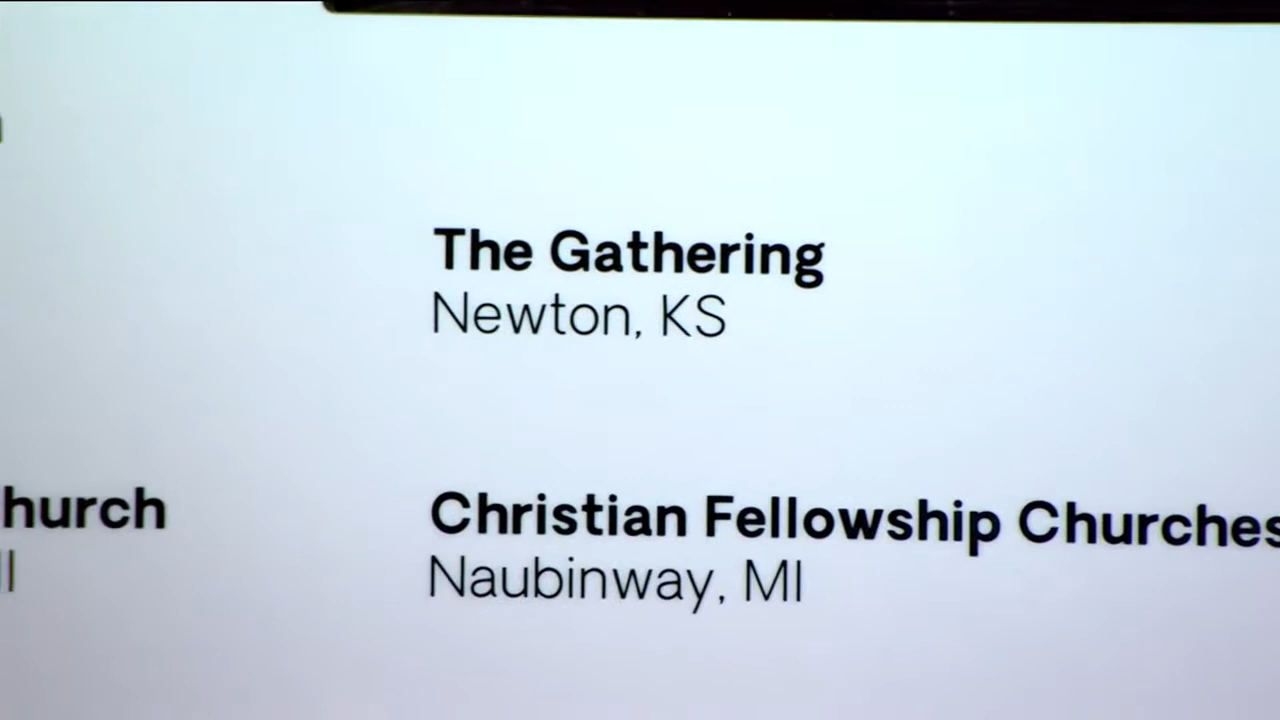 The Gathering
Newton, KS
hurch
Christian Fellowship Churches
Naubinway, MI